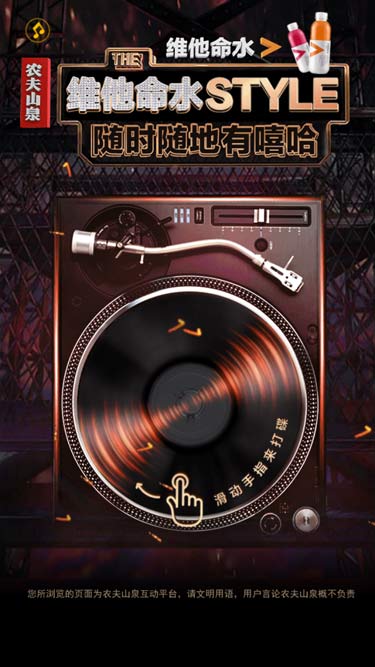 维他命水
农夫山泉
THE
维他命水STYLE
随时随地有嘻哈
滑动手指来打碟
您所浏览的页面为农夫山泉互动平台，请文明用语，用户言论农夫山泉概不负责